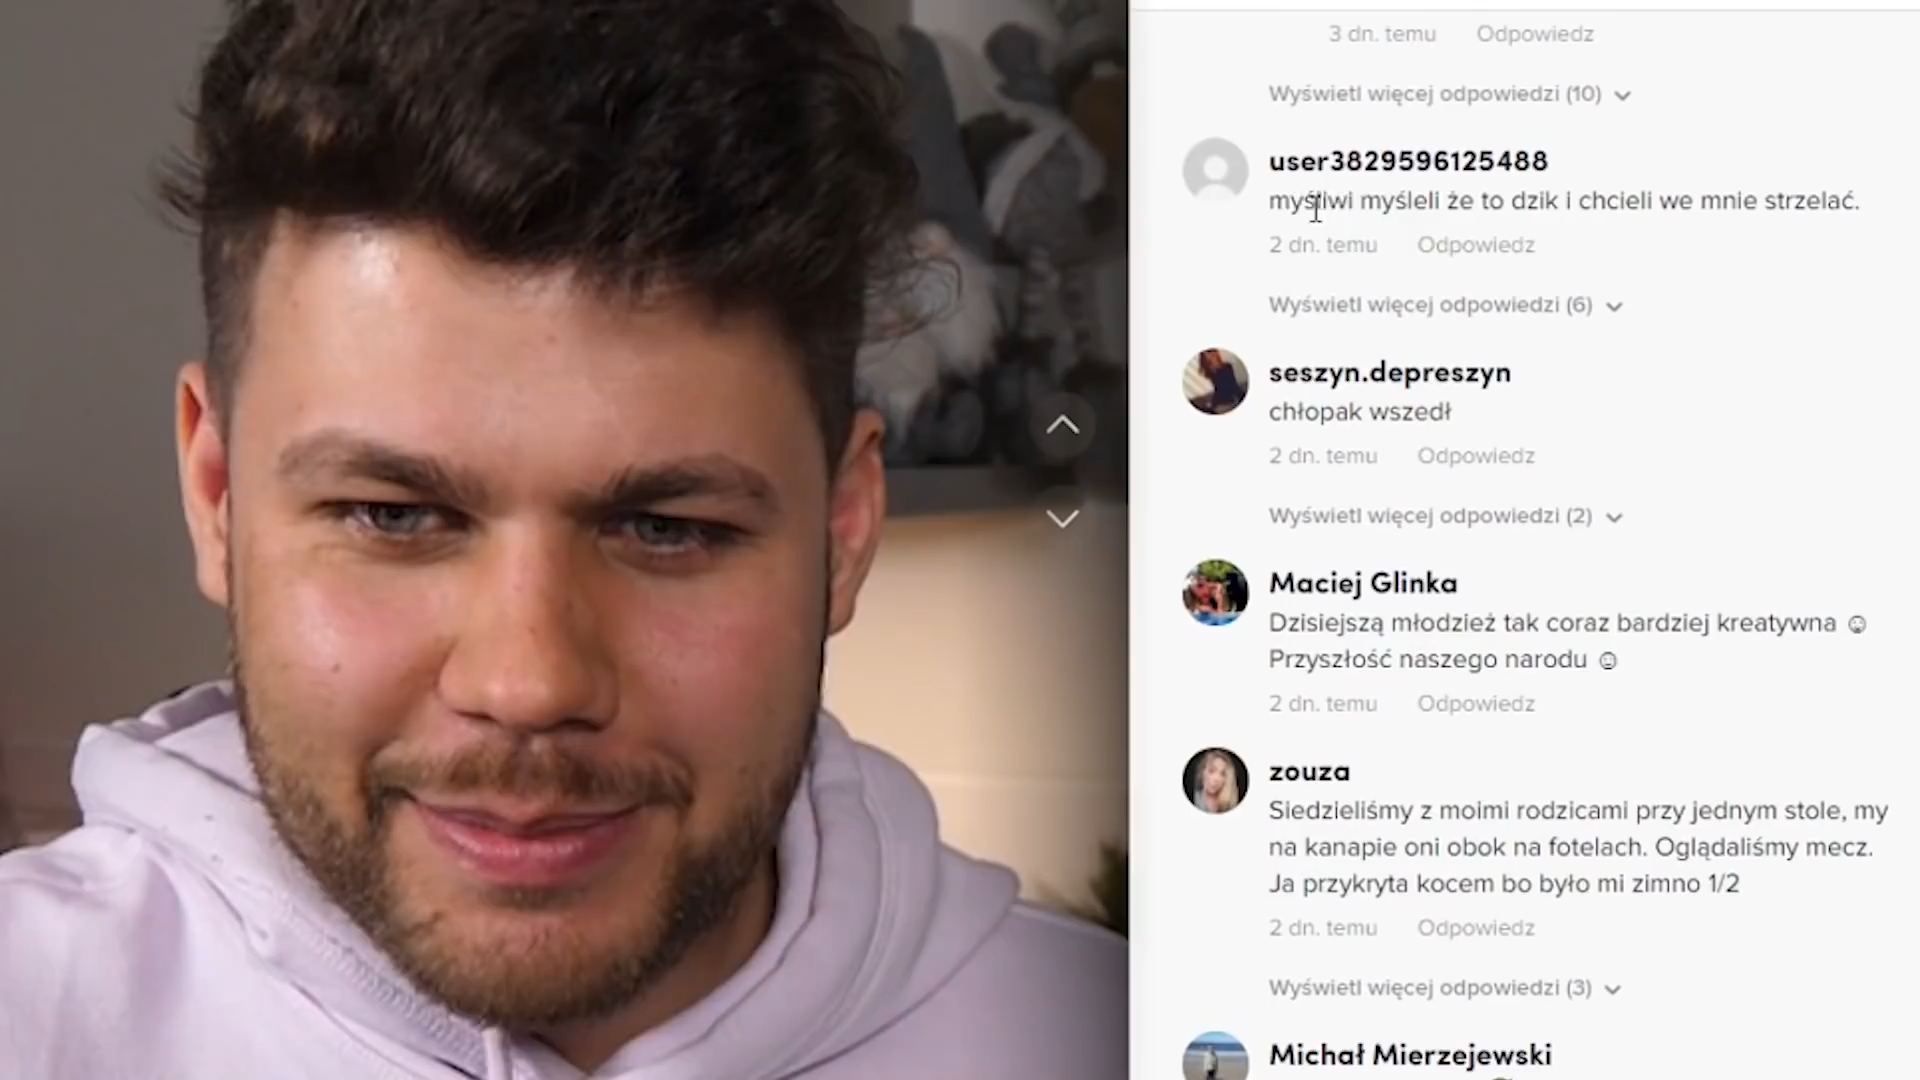 3 dn. temu Odpowiedz
Wyświetl więcej odpowiedzi (10)
user3829596125488
myśliwi myśleli że to dzik i chcieli we mnie strzelać.
2 dn. temu Odpowiedz
Wyświetl więcej odpowiedzi (6)
seszyn.depreszyn
chłopak wszedł
2 dn. temu Odpowiedz
Wyświetl więcej odpowiedzi (2)
Maciej Glinka
Dzisiejszą młodzież tak coraz bardziej kreatywna ☺
Przyszłość naszego narodu ☺
2 dn. temu Odpowiedz
zouza
Siedzieliśmy z moimi rodzicami przy jednym stole, my
na kanapie oni obok na fotelach. Oglądaliśmy mecz.
Ja przykryta kocem bo było mi zimno 1/2
2 dn. temu Odpowiedz
Wyświetl więcej odpowiedzi (3)
Michał Mierzejewski